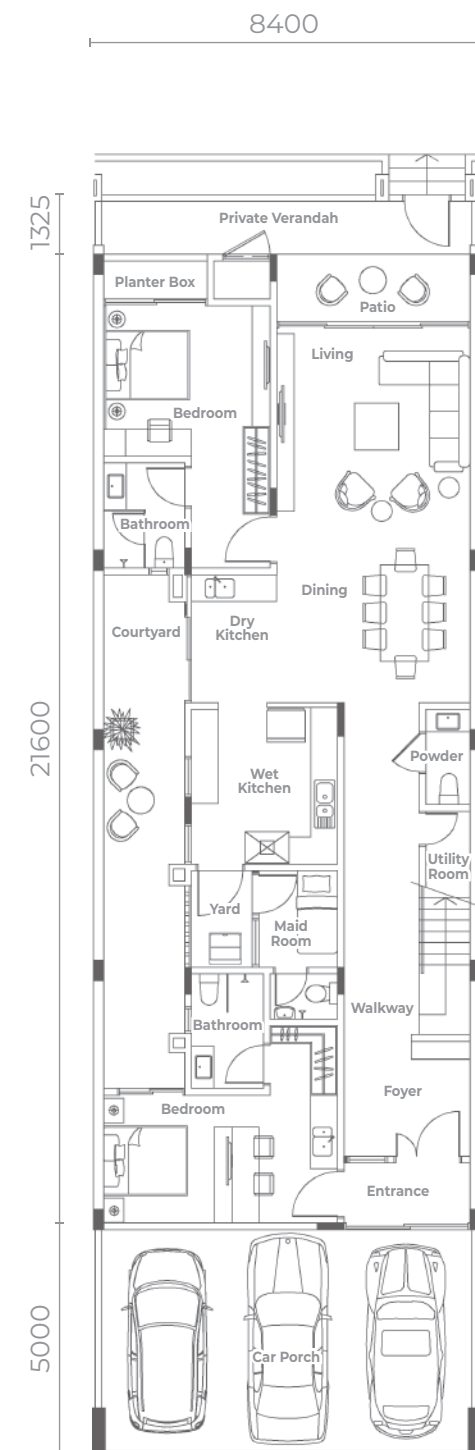 8400
1325
Private Verandah
Planter Box
Patio
Living
Bedroom
Bathroom
Dining
Courtyard
Dry
Kitchen
21600
Powder
Wet
Kitchen
Utility
Room
Yard
Maid
Room
Walkway
Bathroom
Foyer
Bedroom
Entrance
5000
Car Porch